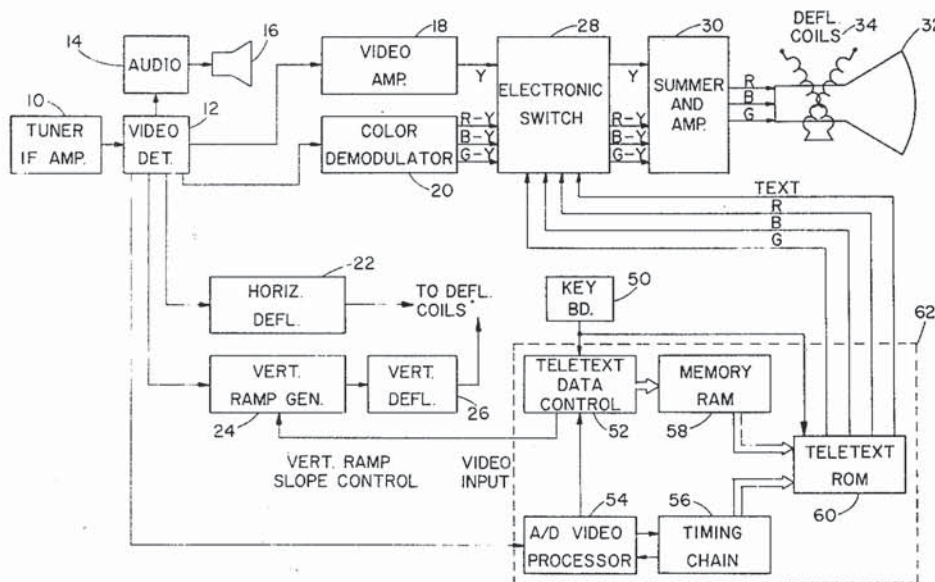 DEFL.
COILS 34
32
14
AUDIO
16
18
VIDEO
AMP.
Y
28
ELECTRONIC
SWITCH
Y
30
SUMMER
AND
AMP.
R
B
G
10
TUNER
IF AMP.
12
VIDEO
DET.
COLOR
DEMODULATOR
20
R-Y
B-Y
G-Y
R-Y
B-Y
G-Y
TEXT
R
B
G
22
HORIZ.
DEFL.
TO DEFL.
COILS
KEY
BD.
50
62
VERT.
RAMP GEN.
24
VERT.
DEFL.
26
TELETEXT
DATA
CONTROL
52
MEMORY
RAM
58
TELETEXT
ROM
60
VERT. RAMP
SLOPE CONTROL
VIDEO
INPUT
54
A/D VIDEO
PROCESSOR
56
TIMING
CHAIN